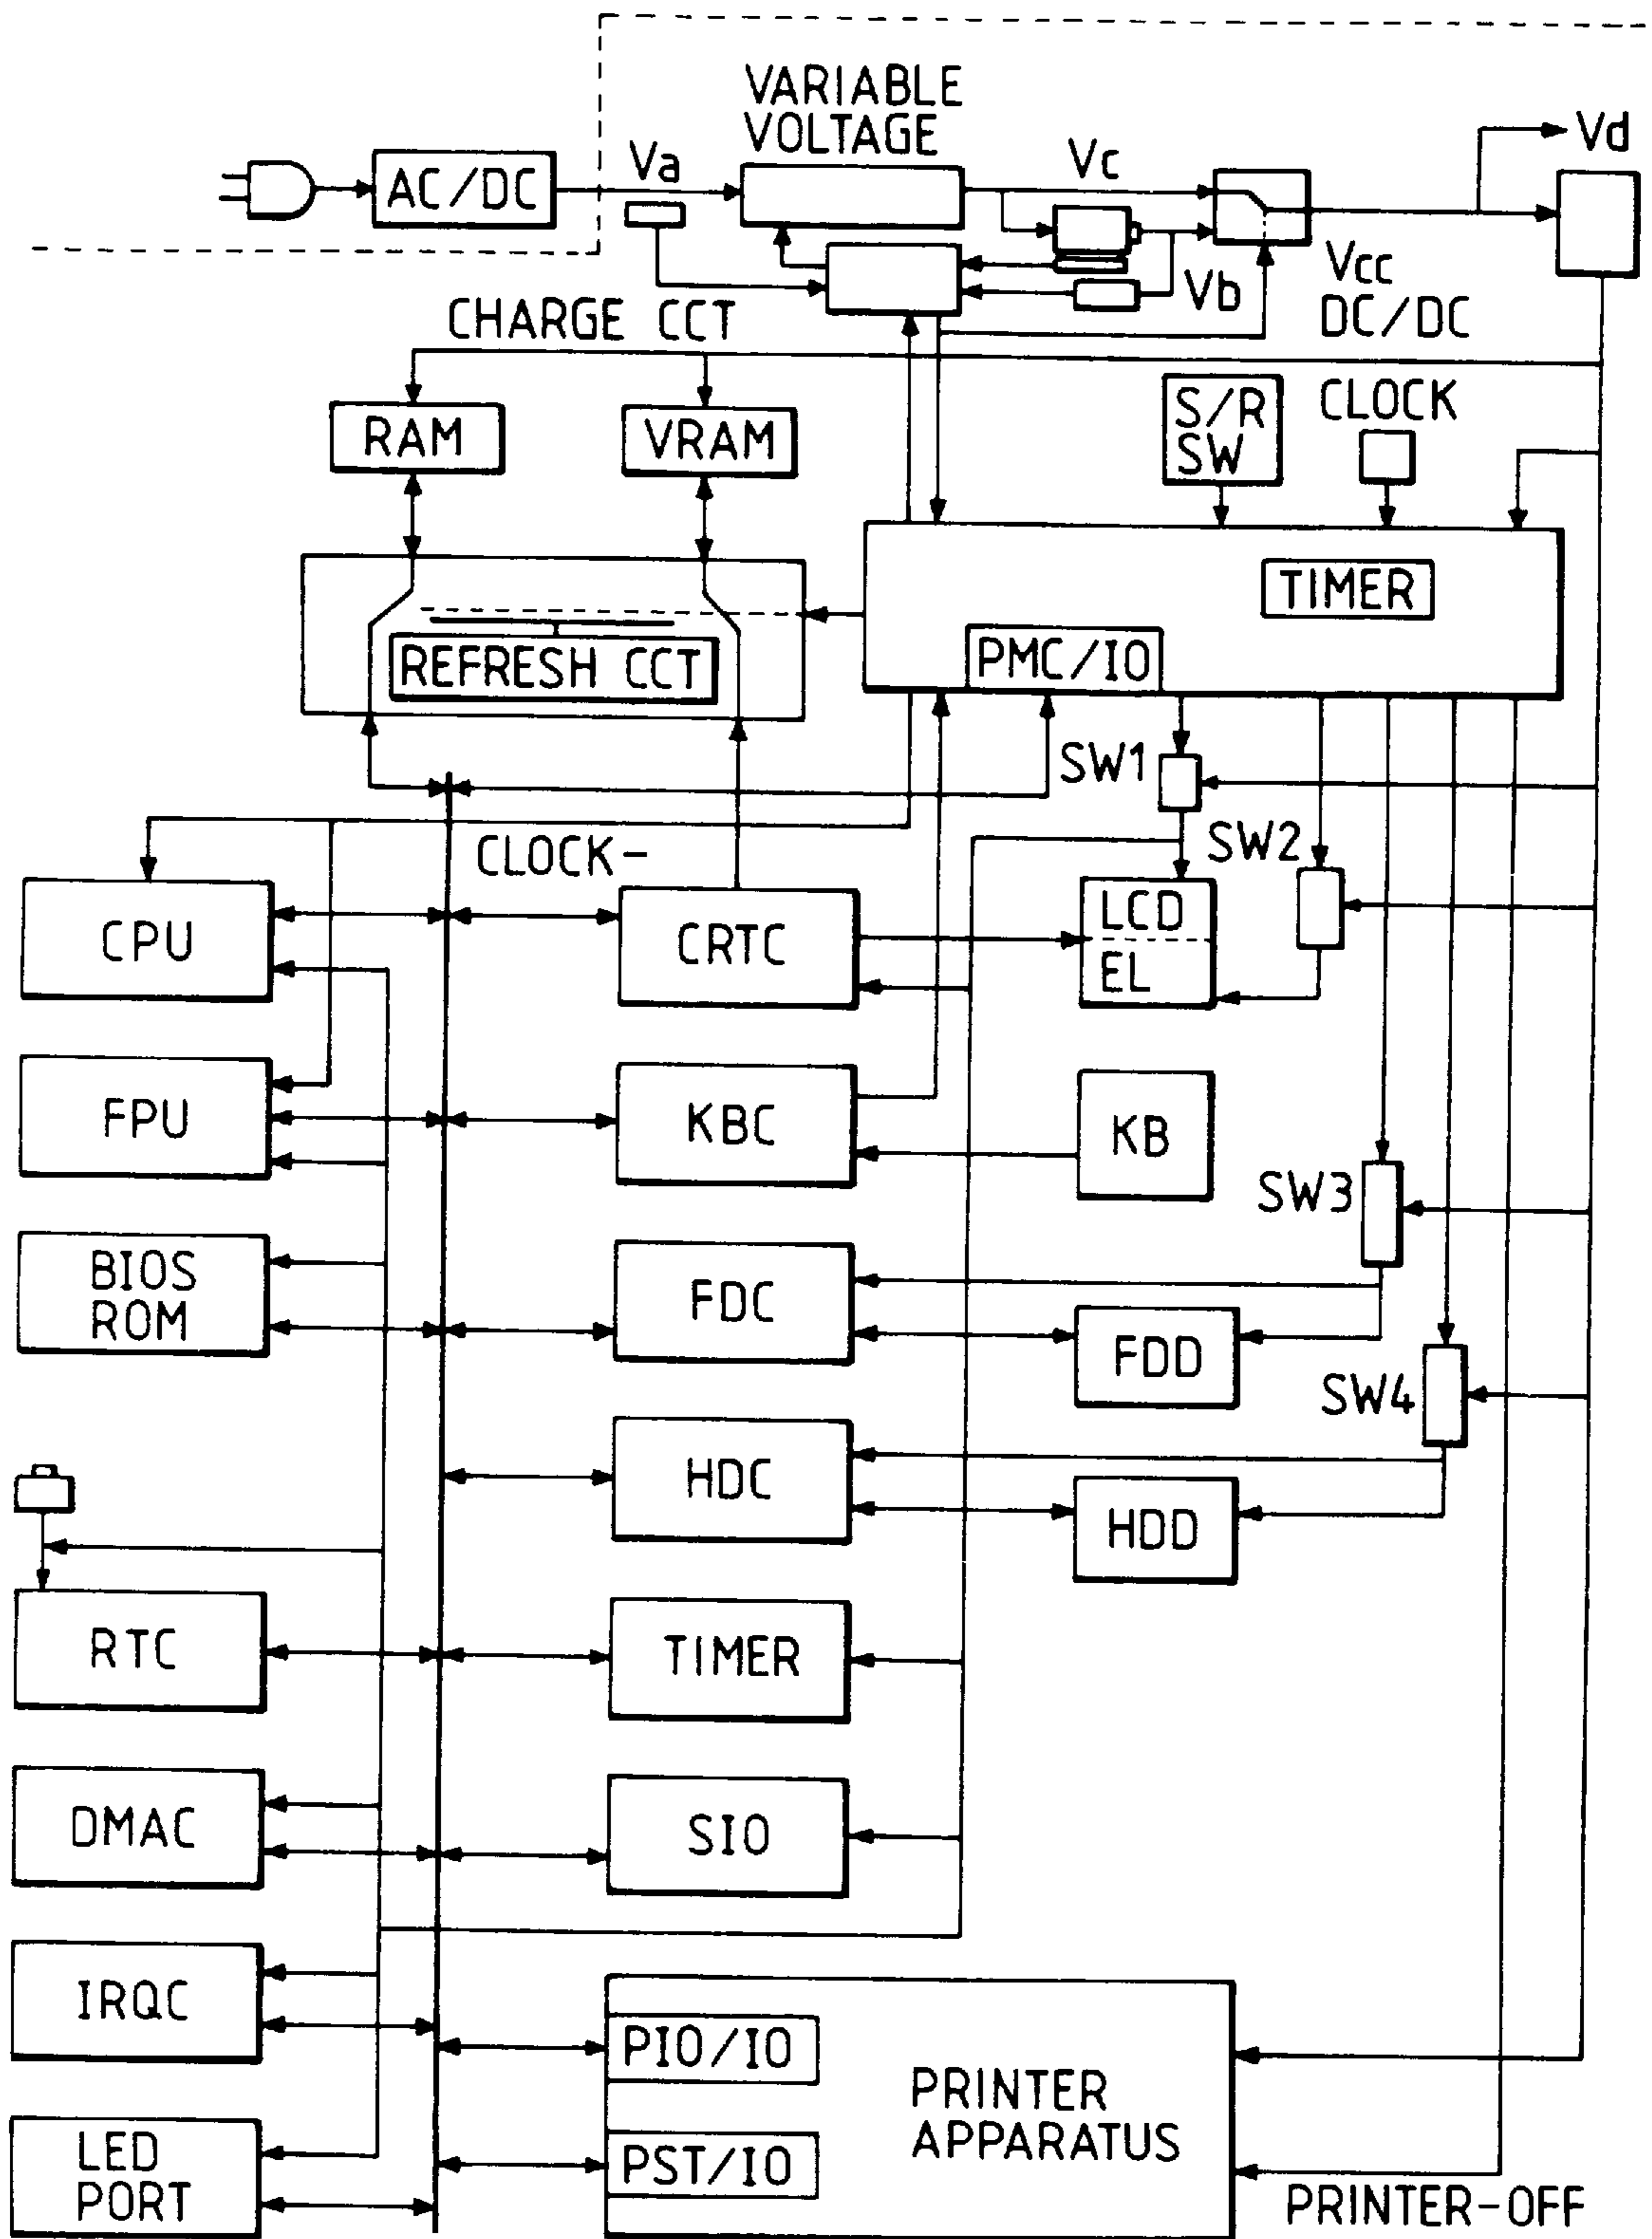 VARIABLE
VOLTAGE
AC/DC
Va
Vc
Vd
Vb
Vcc
DC/DC
CHARGE CCT
RAM
VRAM
S/R
SW
CLOCK
TIMER
PMC/IO
REFRESH CCT
SW1
CLOCK-
SW2
CPU
CRTC
LCD
EL
FPU
KBC
KB
SW3
BIOS
ROM
FDC
FDD
SW4
HDC
HDD
RTC
TIMER
DMAC
SIO
IRQC
PIO/IO
PRINTER
APPARATUS
LED
PORT
PST/IO
PRINTER-OFF